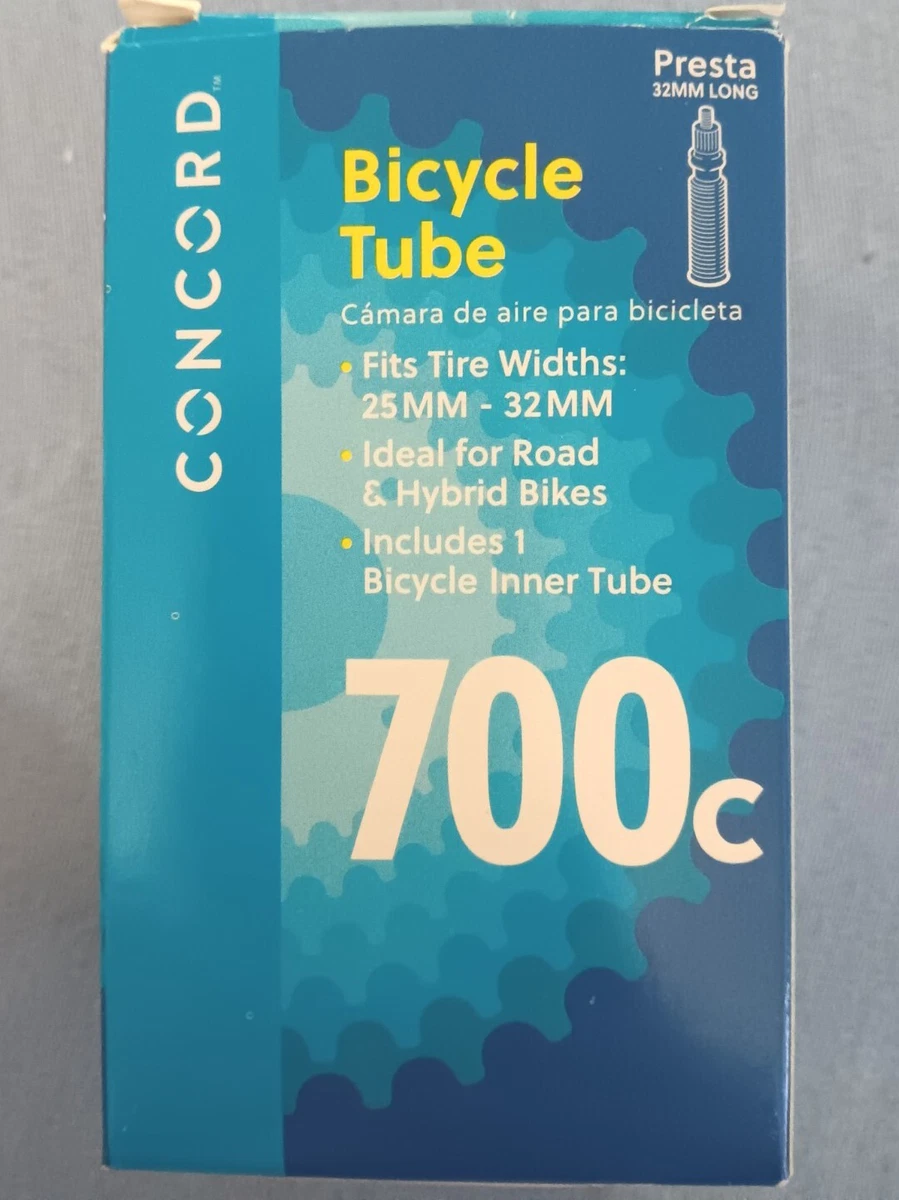 CONCORD™
Presta
32MM LONG
Bicycle
Tube
Cámara de aire para bicicleta
• Fits Tire Widths:
25MM - 32MM
• Ideal for Road
& Hybrid Bikes
• Includes 1
Bicycle Inner Tube
700c